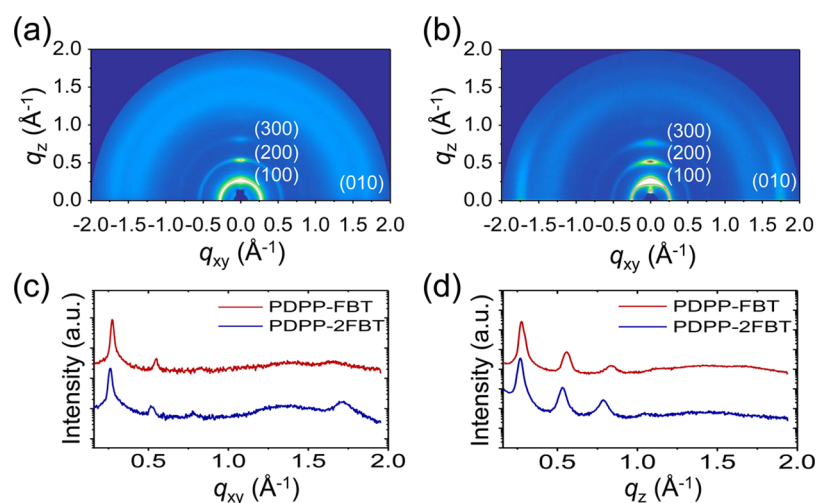 (a)
2.0
1.5
1.0
0.5
0.0
qz (Å-1)
(300)
(200)
(100)
(010)
-2.0 -1.5 -1.0 -0.5 0.0 0.5 1.0 1.5 2.0
qxy (Å-1)
(b)
2.0
1.5
1.0
0.5
0.0
qz (Å-1)
(300)
(200)
(100)
(010)
-2.0 -1.5 -1.0 -0.5 0.0 0.5 1.0 1.5 2.0
qxy (Å-1)
(c)
Intensity (a.u.)
PDPP-FBT
PDPP-2FBT
0.5 1.0 1.5 2.0
qxy (Å-1)
(d)
Intensity (a.u.)
PDPP-FBT
PDPP-2FBT
0.5 1.0 1.5 2.0
qz (Å-1)